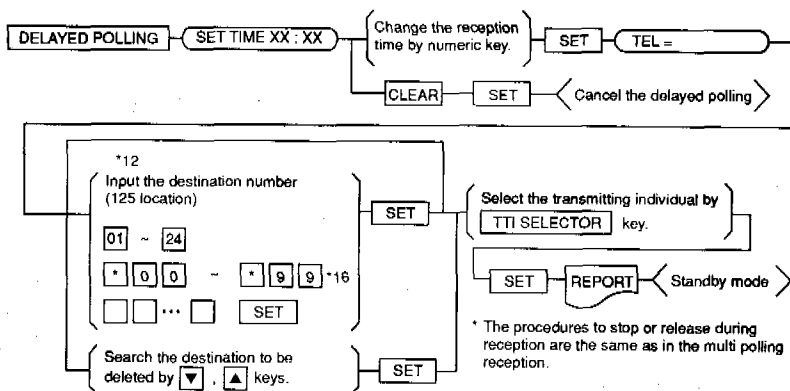 DELAYED POLLING SET TIME XX : XX Change the reception
time by numeric key. SET TEL =
CLEAR SET Cancel the delayed polling
*12
Input the destination number
(125 location)
01 ~ 24
* 0 0 ~ * 9 9 *16
... SET
SET
Search the destination to be
deleted by ▼ , ▲ keys.
SET
Select the transmitting individual by
TTI SELECTOR key.
SET REPORT Standby mode
* The procedures to stop or release during
reception are the same as in the multi polling
reception.